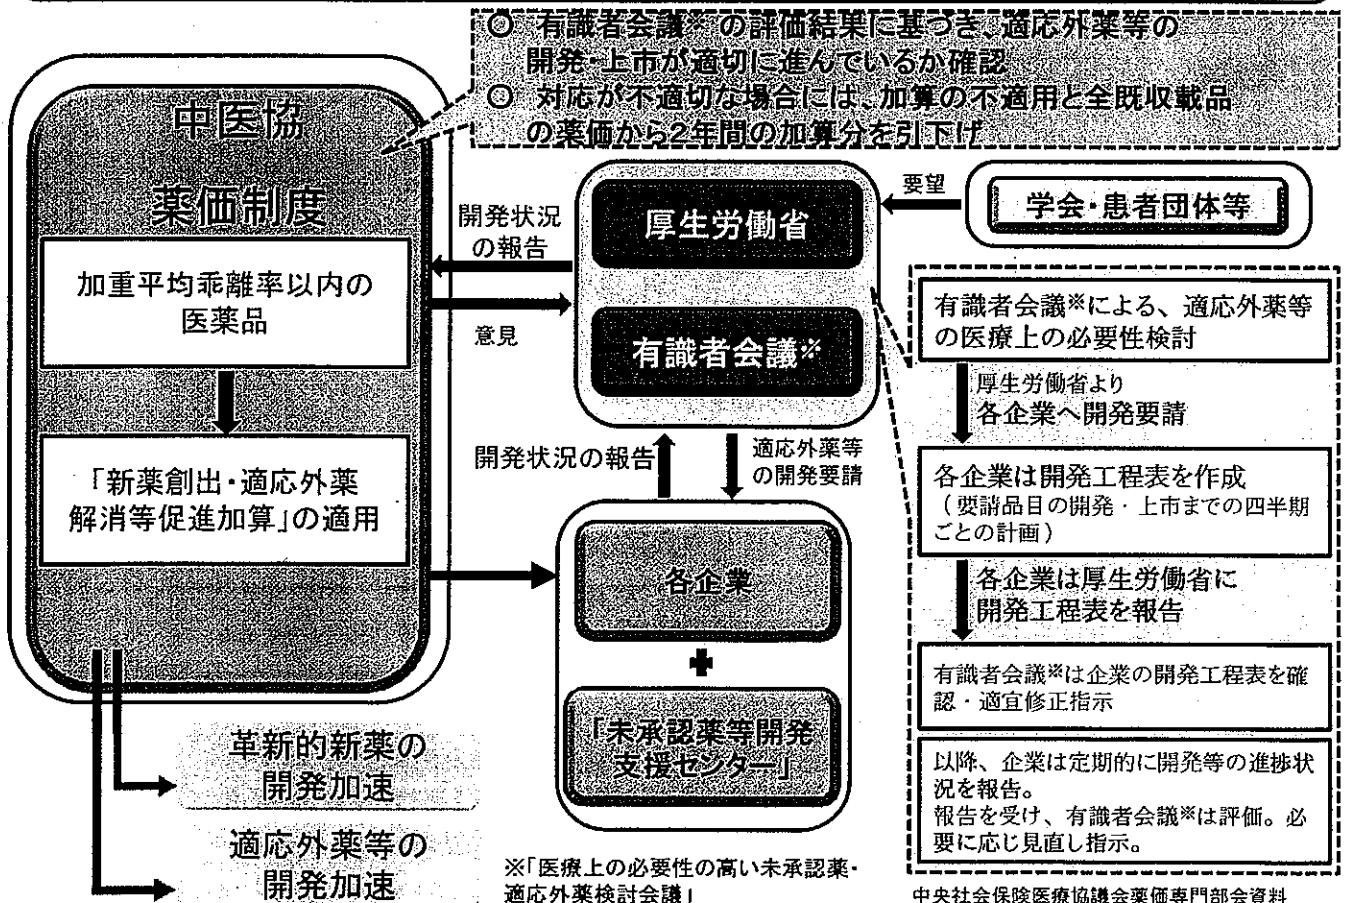 ○ 有識者会議※ の評価結果に基づき、適応外薬等の
開発・上市が適切に進んでいるか確認
○ 対応が不適切な場合には、加算の不適用と全既収載品
の薬価から2年間の加算分を引下げ
中医協
薬価制度
加重平均乖離率以内の
医薬品
「新薬創出・適応外薬
解消等促進加算」の適用
革新的新薬の
開発加速
適応外薬等の
開発加速
開発状況
の報告
意見
厚生労働省
有識者会議※
要望
学会・患者団体等
開発状況の報告
適応外薬等
の開発要請
各企業
+
「未承認薬等開発
支援センター」
※「医療上の必要性の高い未承認薬・
適応外薬検討会議」
有識者会議※による、適応外薬等
の医療上の必要性検討
厚生労働省より
各企業へ開発要請
各企業は開発工程表を作成
(要請品目の開発・上市までの四半期
ごとの計画)
各企業は厚生労働省に
開発工程表を報告
有識者会議※は企業の開発工程表を確
認・適宜修正指示
以降、企業は定期的に開発等の進捗状
況を報告。
報告を受け、有識者会議※は評価。必
要に応じ見直し指示。
中央社会保険医療協議会薬価専門部会資料